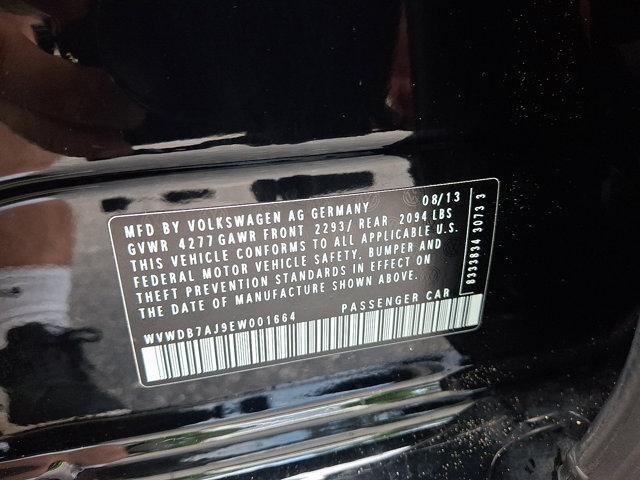 MFD BY VOLKSWAGEN AG GERMANY 08/13
GVWR 4277 GAWR FRONT 2293/ REAR 2094 LBS
THIS VEHICLE CONFORMS TO ALL APPLICABLE U.S.
FEDERAL MOTOR VEHICLE SAFETY, BUMPER AND
THEFT PREVENTION STANDARDS IN EFFECT ON
THE DATE OF MANUFACTURE SHOWN ABOVE.
WVWDB7AJ9EW001664 PASSENGER CAR
8333834 3073 3